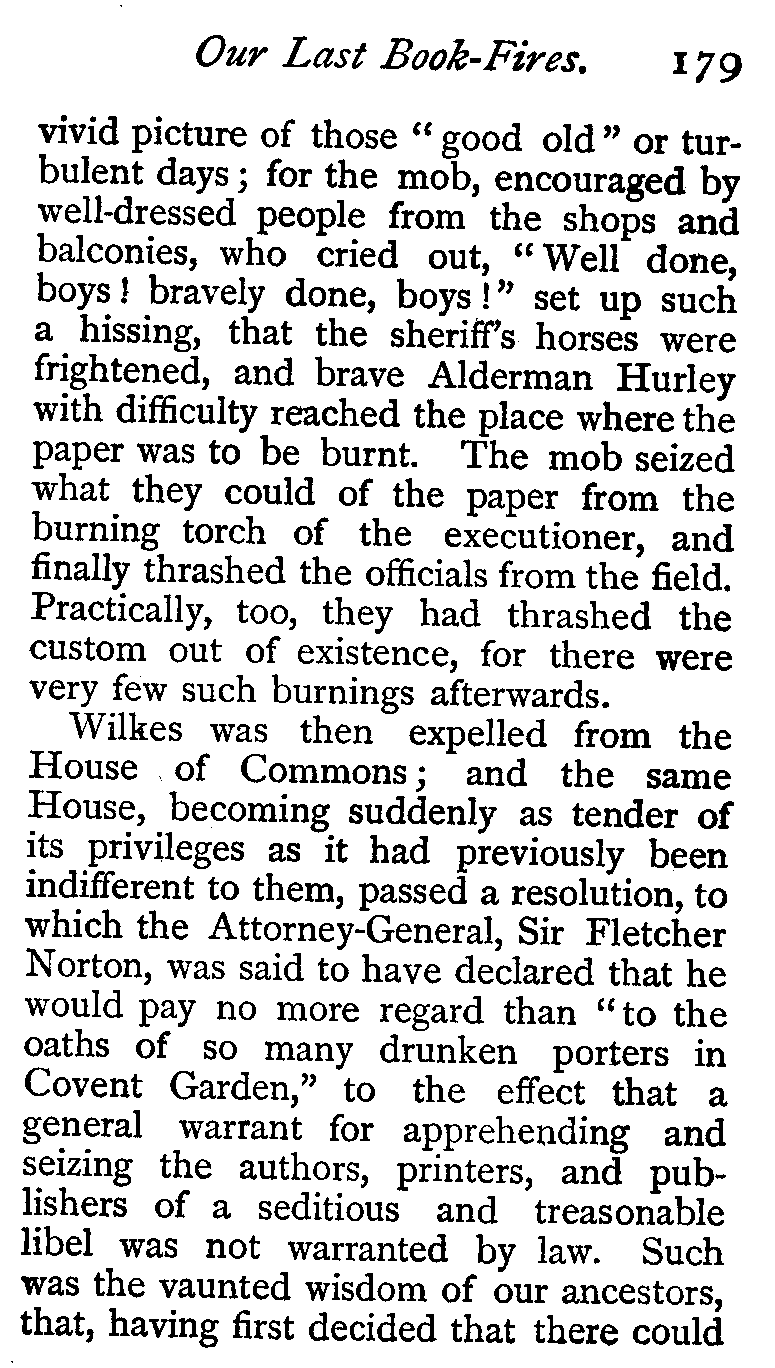 Our Last Book-Fires. 179
vivid picture of those “ good old ” or tur-
bulent days ; for the mob, encouraged by
well-dressed people from the shops and
balconies, who cried out, “ Well done,
boys ! bravely done, boys ! ” set up such
a hissing, that the sheriff’s horses were
frightened, and brave Alderman Hurley
with difficulty reached the place where the
paper was to be burnt. The mob seized
what they could of the paper from the
burning torch of the executioner, and
finally thrashed the officials from the field.
Practically, too, they had thrashed the
custom out of existence, for there were
very few such burnings afterwards.
Wilkes was then expelled from the
House of Commons ; and the same
House, becoming suddenly as tender of
its privileges as it had previously been
indifferent to them, passed a resolution, to
which the Attorney-General, Sir Fletcher
Norton, was said to have declared that he
would pay no more regard than “ to the
oaths of so many drunken porters in
Covent Garden,” to the effect that a
general warrant for apprehending and
seizing the authors, printers, and pub-
lishers of a seditious and treasonable
libel was not warranted by law. Such
was the vaunted wisdom of our ancestors,
that, having first decided that there could